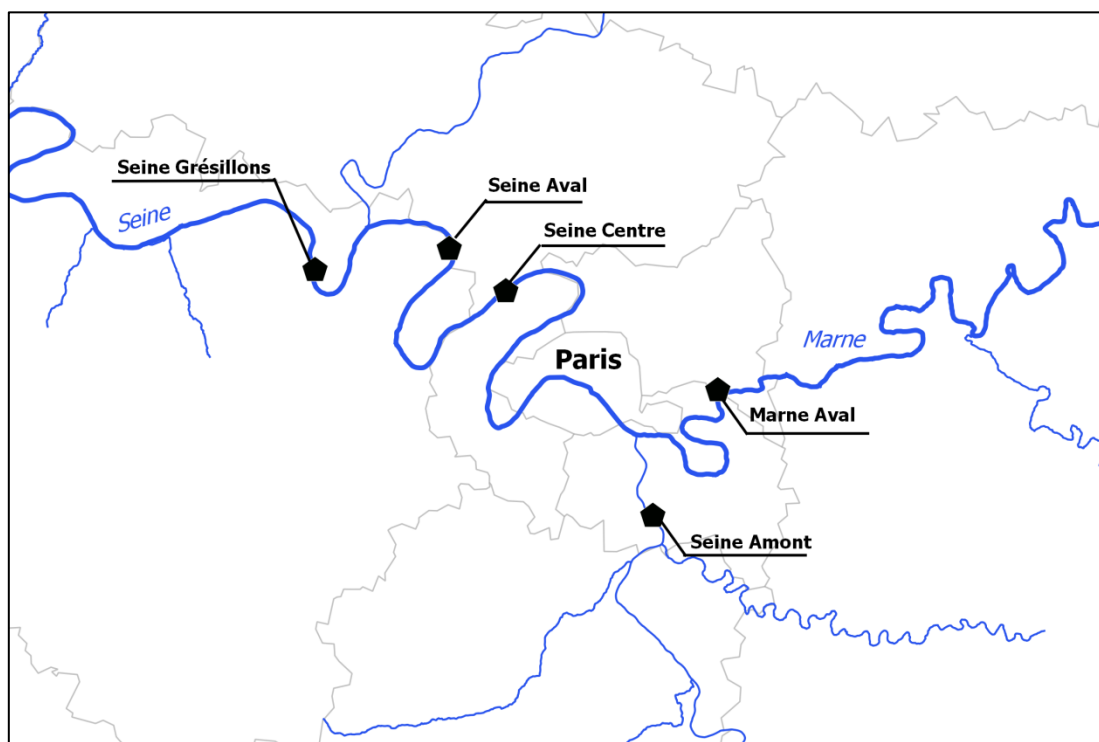 Seine Grésillons
Seine Aval
Seine
Seine Centre
Marne
Paris
Marne Aval
Seine Amont